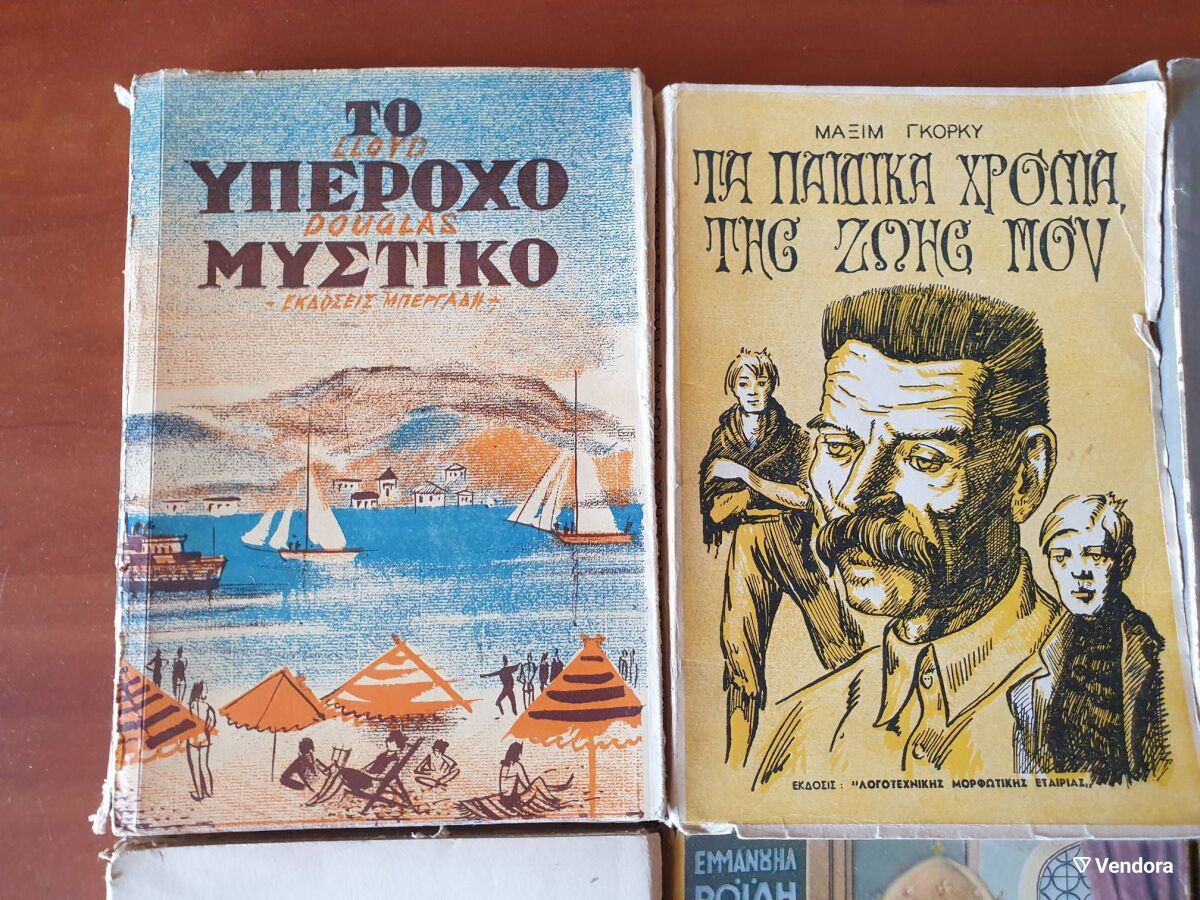 ΤΟ
LLOYD
ΥΠΕΡΟΧΟ
DOUGLAS
ΜΥΣΤΙΚΟ
- ΕΚΔΟΣΕΙΣ ΜΠΕΡΓΑΔΗ -
ΜΑΞΙΜ ΓΚΟΡΚΥ
ΤΑ ΠΑΙΔΙΚΑ ΧΡΟΝΙΑ
ΤΗΣ ΖΩΗΣ ΜΟΥ
ΕΚΔΟΣΙΣ: "ΛΟΓΟΤΕΧΝΙΚΗΣ ΜΟΡΦΩΤΙΚΗΣ ΕΤΑΙΡΙΑΣ,,
ΕΜΜΑΝΟΥΗΛ
ΡΟΪΔΗ
Vendora